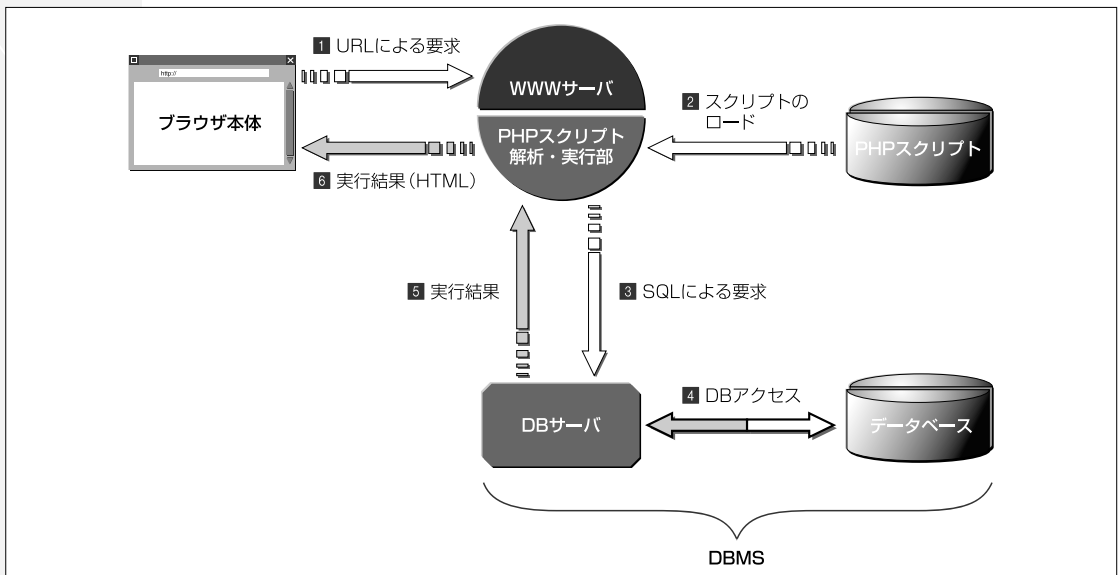 1 URLによる要求
http://
ブラウザ本体
WWWサーバ
PHPスクリプト
解析・実行部
2 スクリプトの
ロード
PHPスクリプト
6 実行結果(HTML)
5 実行結果
3 SQLによる要求
DBサーバ
4 DBアクセス
データベース
DBMS